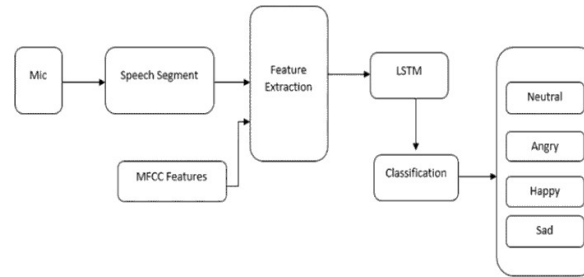 Mic
Speech Segment
Feature
Extraction
MFCC Features
LSTM
Classification
Neutral
Angry
Happy
Sad